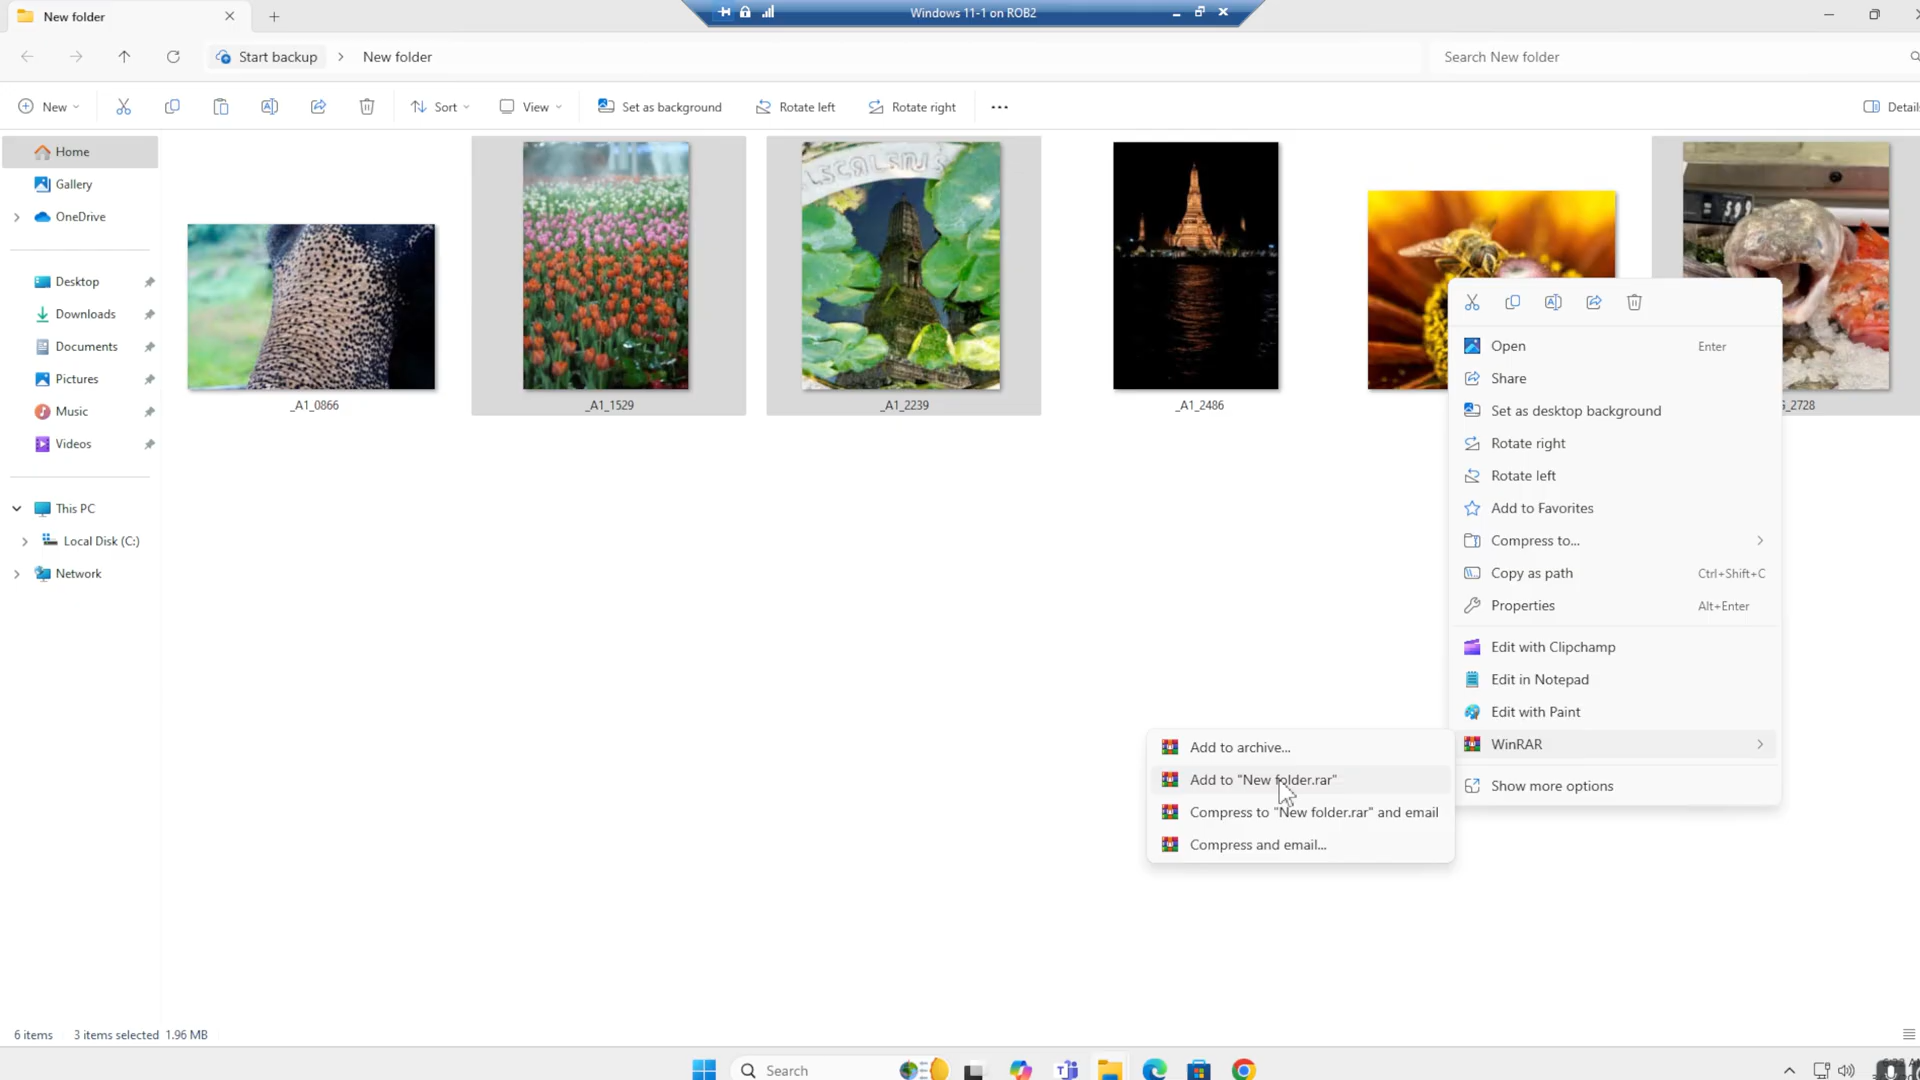 New folder
Windows 11-1 on ROB2
Start backup
New folder
Search New folder
New
Sort
View
Set as background
Rotate left
Rotate right
Detail
Home
Gallery
OneDrive
Desktop
Downloads
Documents
Pictures
Music
Videos
This PC
Local Disk (C:)
Network
_A1_0866
_A1_1529
_A1_2239
_A1_2486
_2728
Open Enter
Share
Set as desktop background
Rotate right
Rotate left
Add to Favorites
Compress to...
Copy as path Ctrl+Shift+C
Properties Alt+Enter
Edit with Clipchamp
Edit in Notepad
Edit with Paint
WinRAR
Show more options
Add to archive...
Add to "New folder.rar"
Compress to "New folder.rar" and email
Compress and email...
6 items 3 items selected 1.96 MB
Search